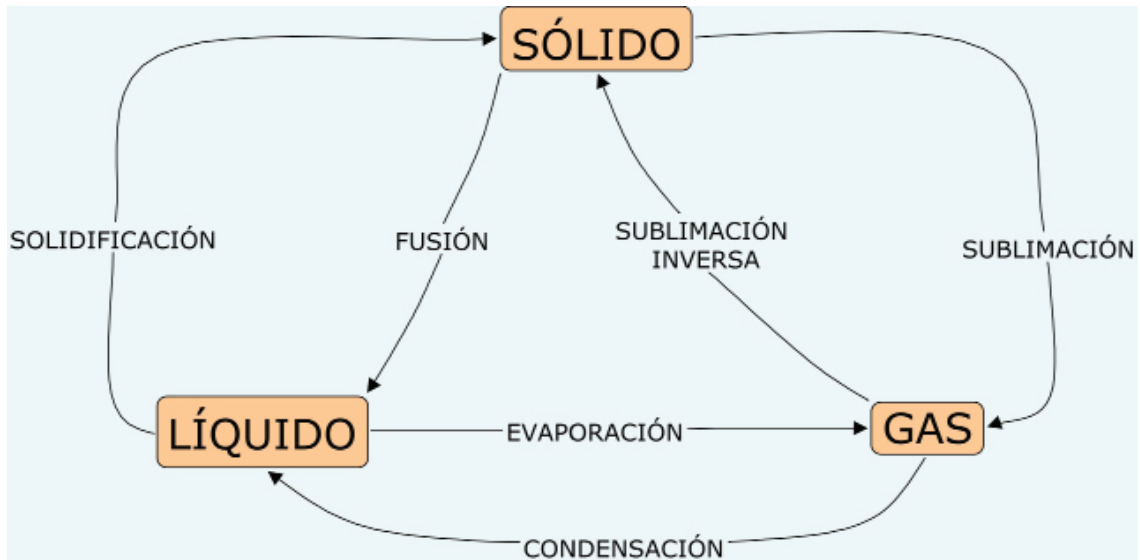 SÓLIDO
SOLIDIFICACIÓN
FUSIÓN
SUBLIMACIÓN
INVERSA
SUBLIMACIÓN
LÍQUIDO
EVAPORACIÓN
GAS
CONDENSACIÓN